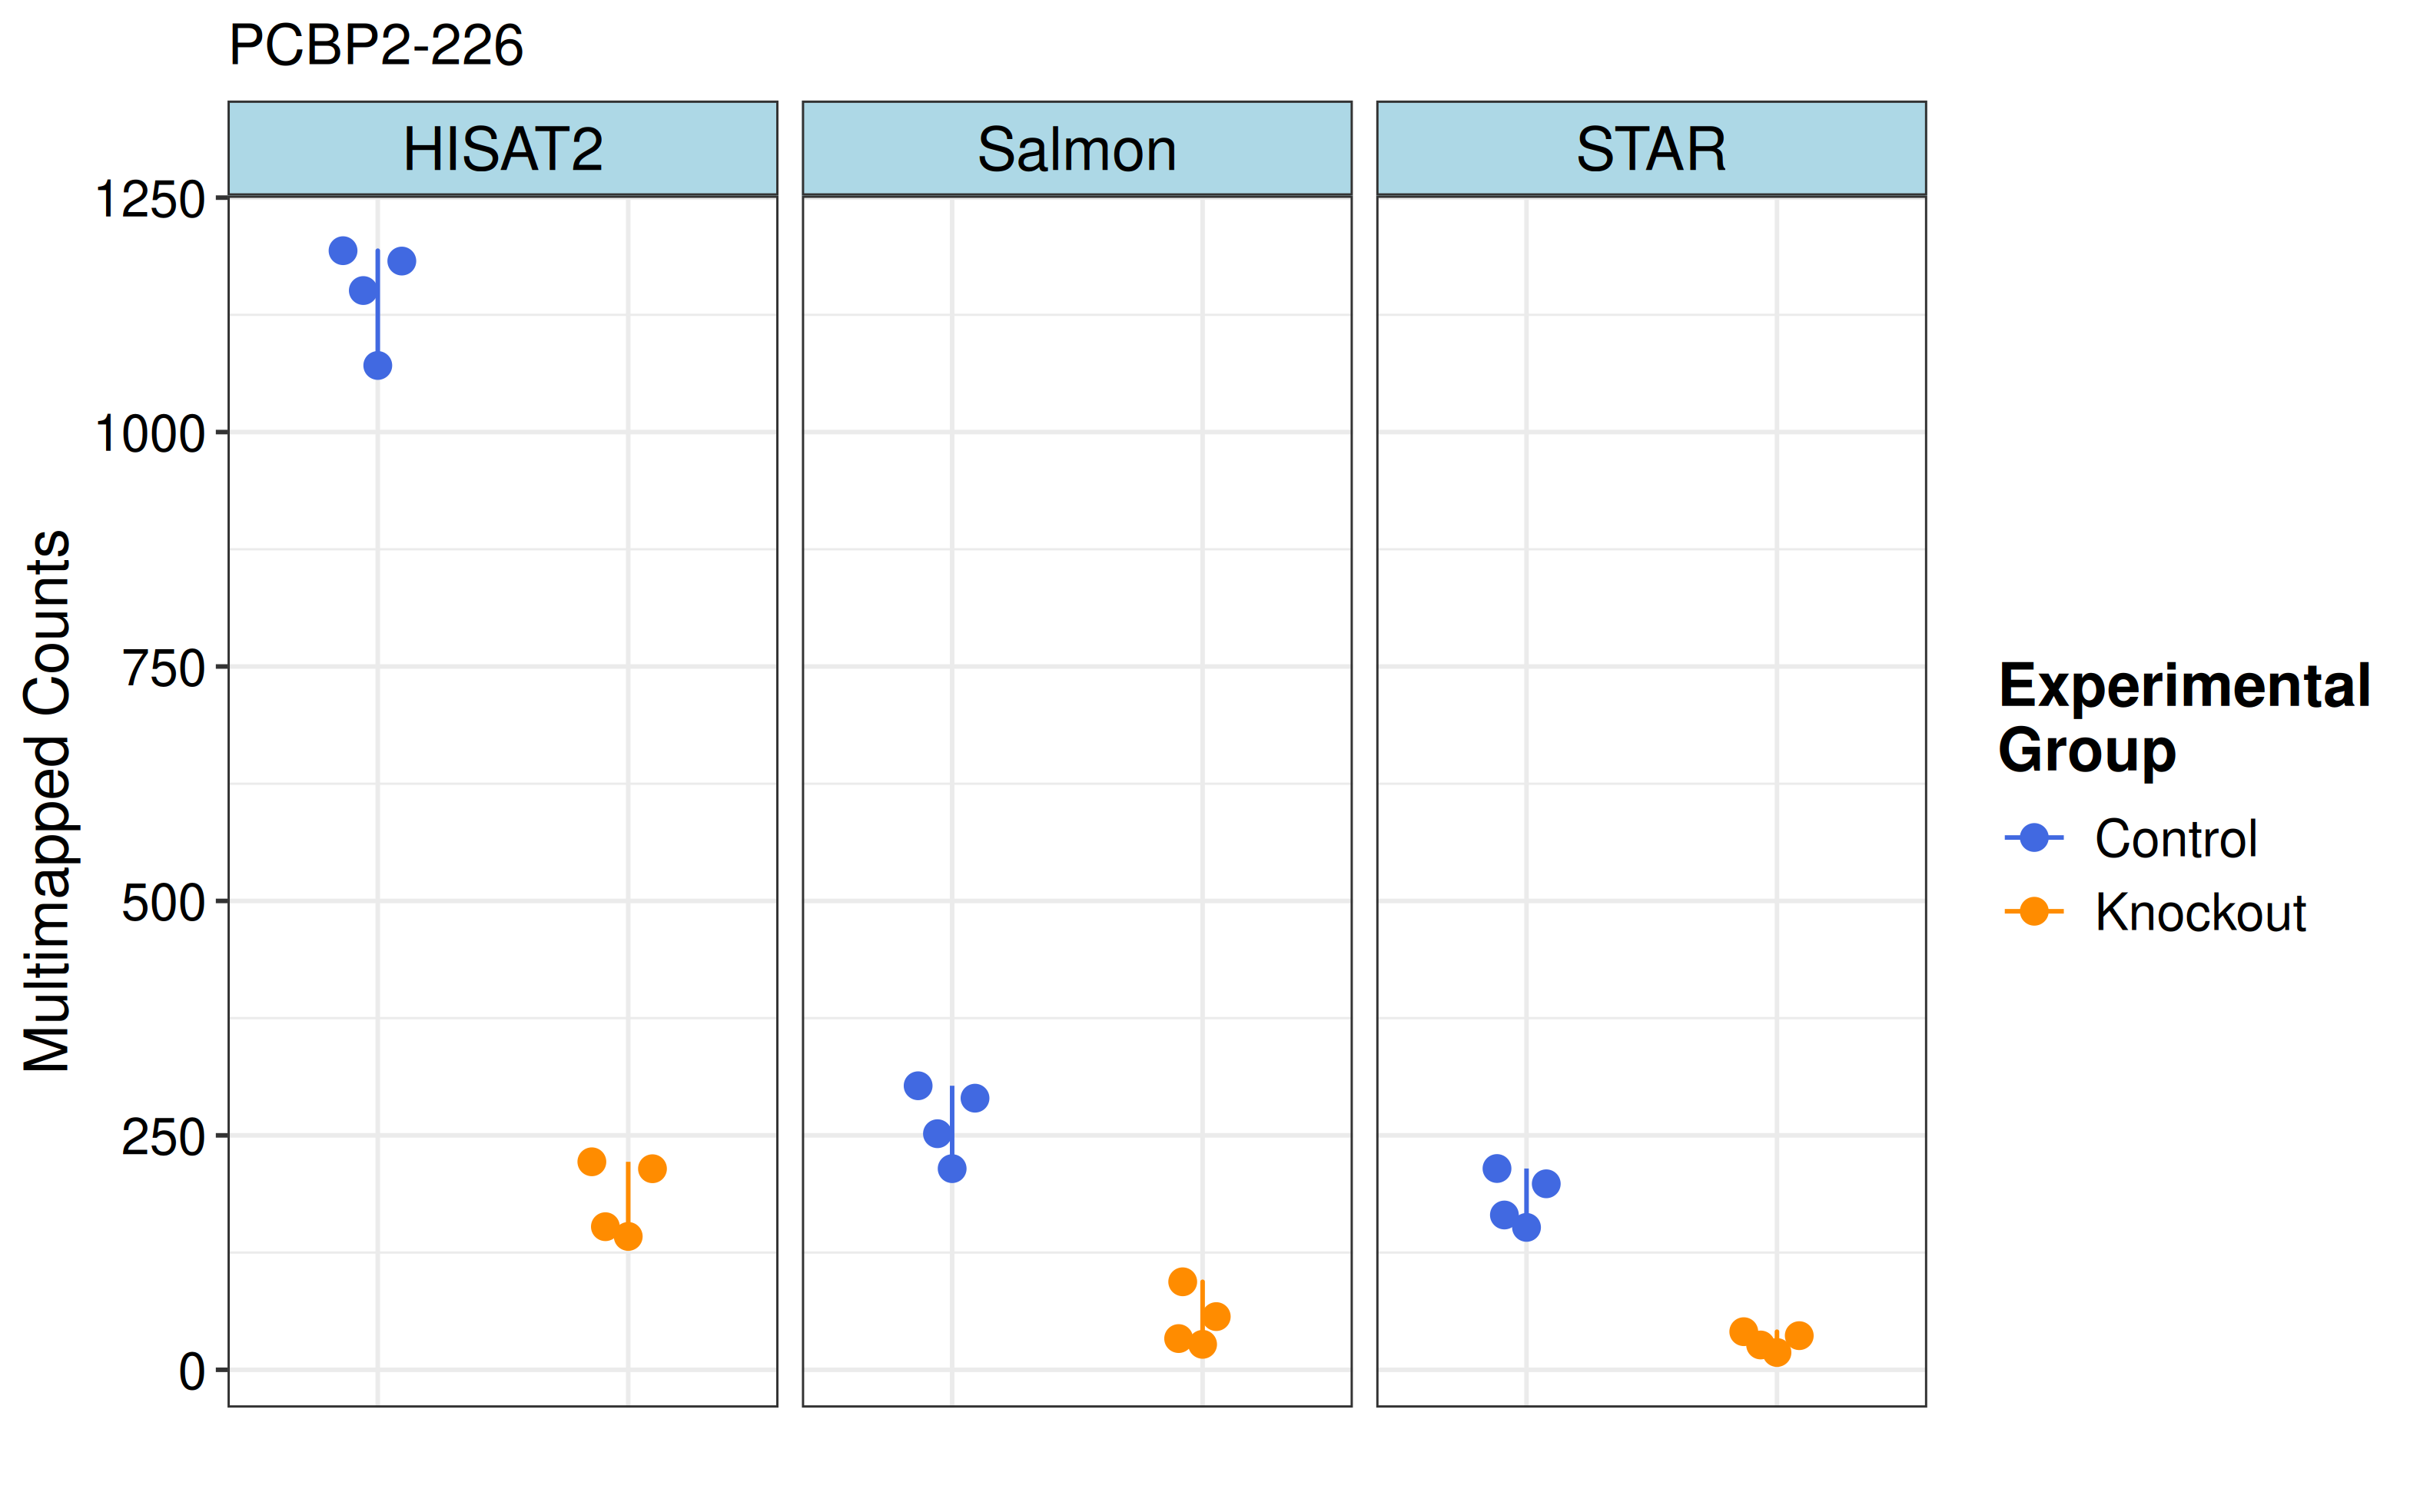 PCBP2-226
HISAT2
Salmon
STAR
1250
1000
750
500
250
0
Multimapped Counts
Experimental
Group
Control
Knockout